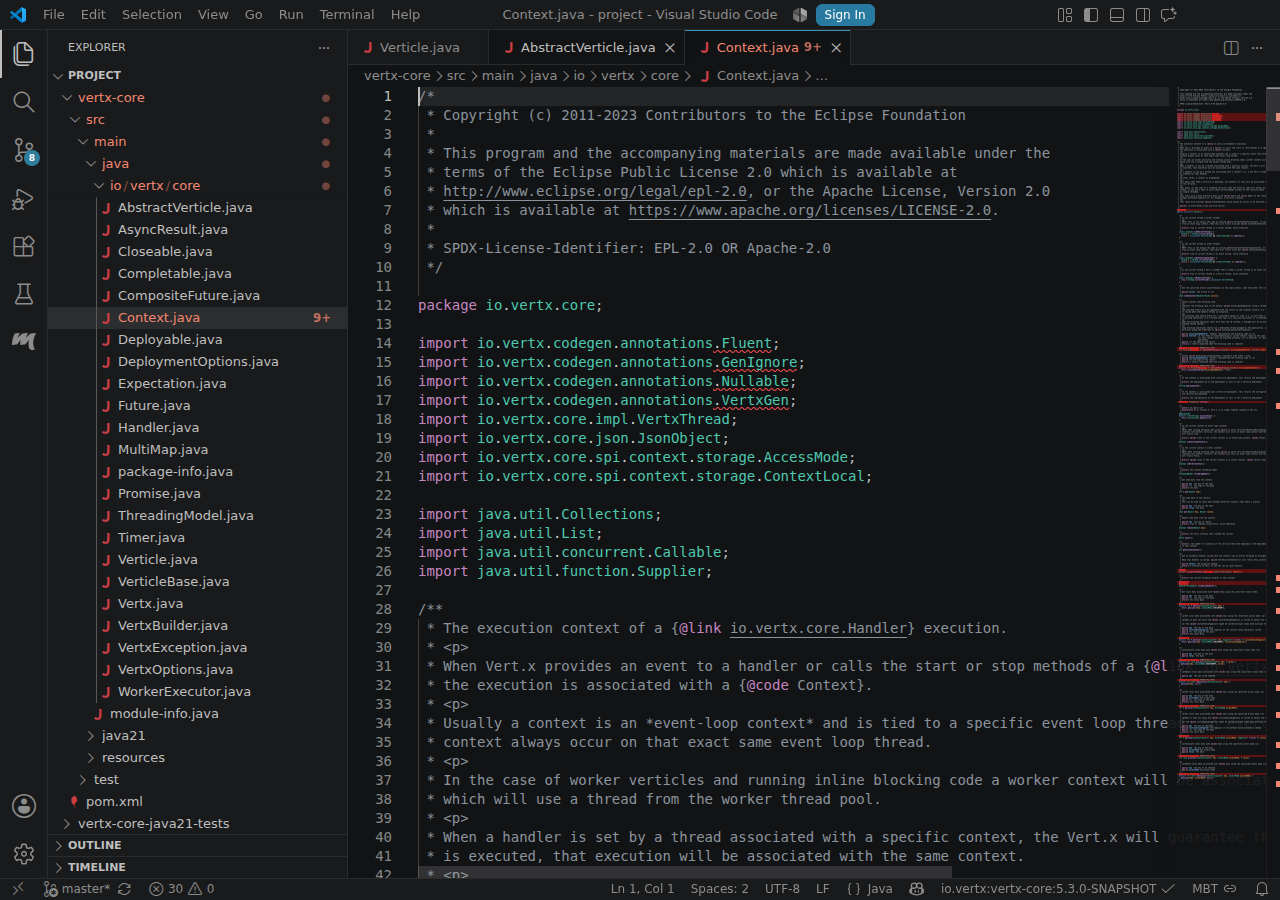 File Edit Selection View Go Run Terminal Help
Context.java - project - Visual Studio Code
Sign In
EXPLORER
PROJECT
vertx-core
src
main
java
io/vertx/core
AbstractVerticle.java
AsyncResult.java
Closeable.java
Completable.java
CompositeFuture.java
Context.java 9+
Deployable.java
DeploymentOptions.java
Expectation.java
Future.java
Handler.java
MultiMap.java
package-info.java
Promise.java
ThreadingModel.java
Timer.java
Verticle.java
VerticleBase.java
Vertx.java
VertxBuilder.java
VertxException.java
VertxOptions.java
WorkerExecutor.java
module-info.java
java21
resources
test
pom.xml
vertx-core-java21-tests
OUTLINE
TIMELINE
8
Verticle.java
AbstractVerticle.java
Context.java 9+
vertx-core > src > main > java > io > vertx > core > Context.java > ...
1 /*
2  * Copyright (c) 2011-2023 Contributors to the Eclipse Foundation
3  *
4  * This program and the accompanying materials are made available under the
5  * terms of the Eclipse Public License 2.0 which is available at
6  * http://www.eclipse.org/legal/epl-2.0, or the Apache License, Version 2.0
7  * which is available at https://www.apache.org/licenses/LICENSE-2.0.
8  *
9  * SPDX-License-Identifier: EPL-2.0 OR Apache-2.0
10  */
11
12 package io.vertx.core;
13
14 import io.vertx.codegen.annotations.Fluent;
15 import io.vertx.codegen.annotations.GenIgnore;
16 import io.vertx.codegen.annotations.Nullable;
17 import io.vertx.codegen.annotations.VertxGen;
18 import io.vertx.core.impl.VertxThread;
19 import io.vertx.core.json.JsonObject;
20 import io.vertx.core.spi.context.storage.AccessMode;
21 import io.vertx.core.spi.context.storage.ContextLocal;
22
23 import java.util.Collections;
24 import java.util.List;
25 import java.util.concurrent.Callable;
26 import java.util.function.Supplier;
27
28 /**
29  * The execution context of a {@link io.vertx.core.Handler} execution.
30  * <p>
31  * When Vert.x provides an event to a handler or calls the start or stop methods of a {@l
32  * the execution is associated with a {@code Context}.
33  * <p>
34  * Usually a context is an *event-loop context* and is tied to a specific event loop thre
35  * context always occur on that exact same event loop thread.
36  * <p>
37  * In the case of worker verticles and running inline blocking code a worker context will be associat
38  * which will use a thread from the worker thread pool.
39  * <p>
40  * When a handler is set by a thread associated with a specific context, the Vert.x will guarantee th
41  * is executed, that execution will be associated with the same context.
42  * <p>
master* 30 0
Ln 1, Col 1 Spaces: 2 UTF-8 LF { } Java io.vertx:vertx-core:5.3.0-SNAPSHOT MBT